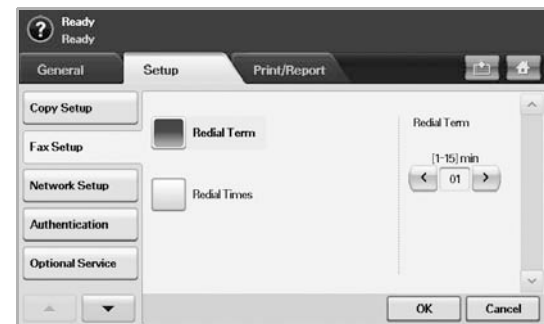 Ready
Ready
General
Setup
Print/Report
Copy Setup
Fax Setup
Network Setup
Authentication
Optional Service
Redial Term
Redial Times
Redial Term
[1-15] min
01
OK
Cancel